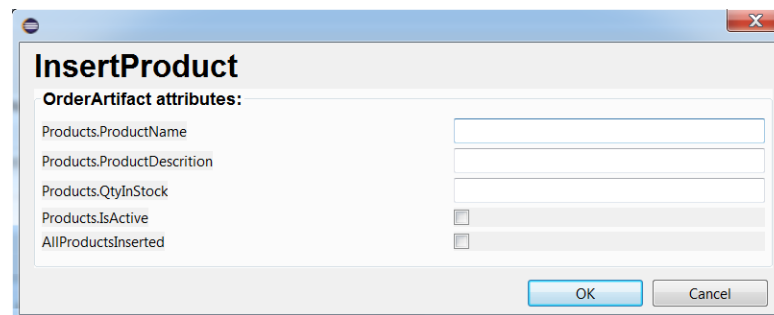 InsertProduct
OrderArtifact attributes:
Products.ProductName
Products.ProductDescrition
Products.QtyInStock
Products.IsActive
AllProductsInserted
OK Cancel